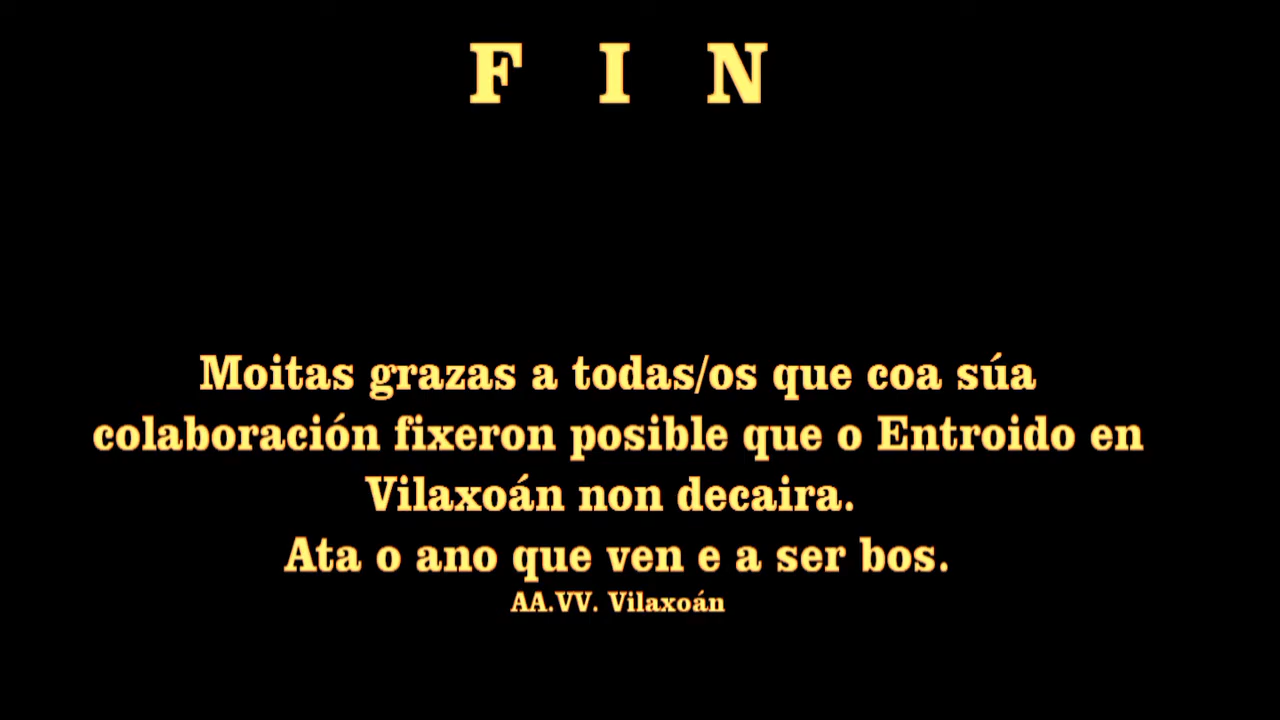 F I N
Moitas grazas a todas/os que coa súa
colaboración fixeron posible que o Entroido en
Vilaxoán non decaira.
Ata o ano que ven e a ser bos.
AA.VV. Vilaxoán